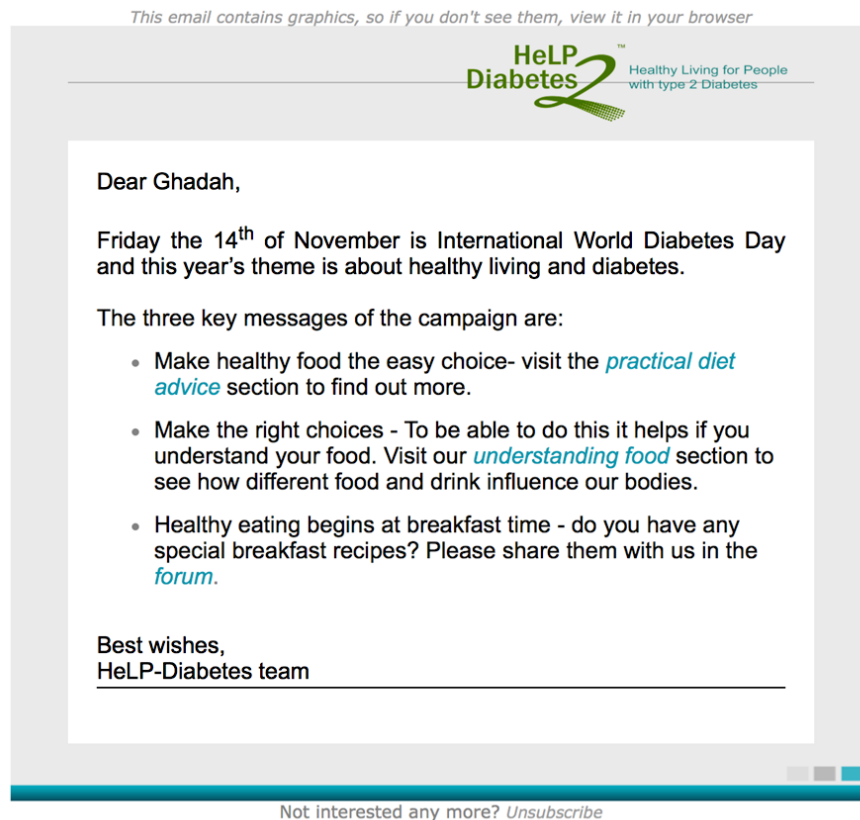 This email contains graphics, so if you don't see them, view it in your browser
HeLP
Diabetes 2™
Healthy Living for People
with type 2 Diabetes
Dear Ghadah,
Friday the 14th of November is International World Diabetes Day
and this year’s theme is about healthy living and diabetes.
The three key messages of the campaign are:
• Make healthy food the easy choice- visit the practical diet
advice section to find out more.
• Make the right choices - To be able to do this it helps if you
understand your food. Visit our understanding food section to
see how different food and drink influence our bodies.
• Healthy eating begins at breakfast time - do you have any
special breakfast recipes? Please share them with us in the
forum.
Best wishes,
HeLP-Diabetes team
Not interested any more? Unsubscribe